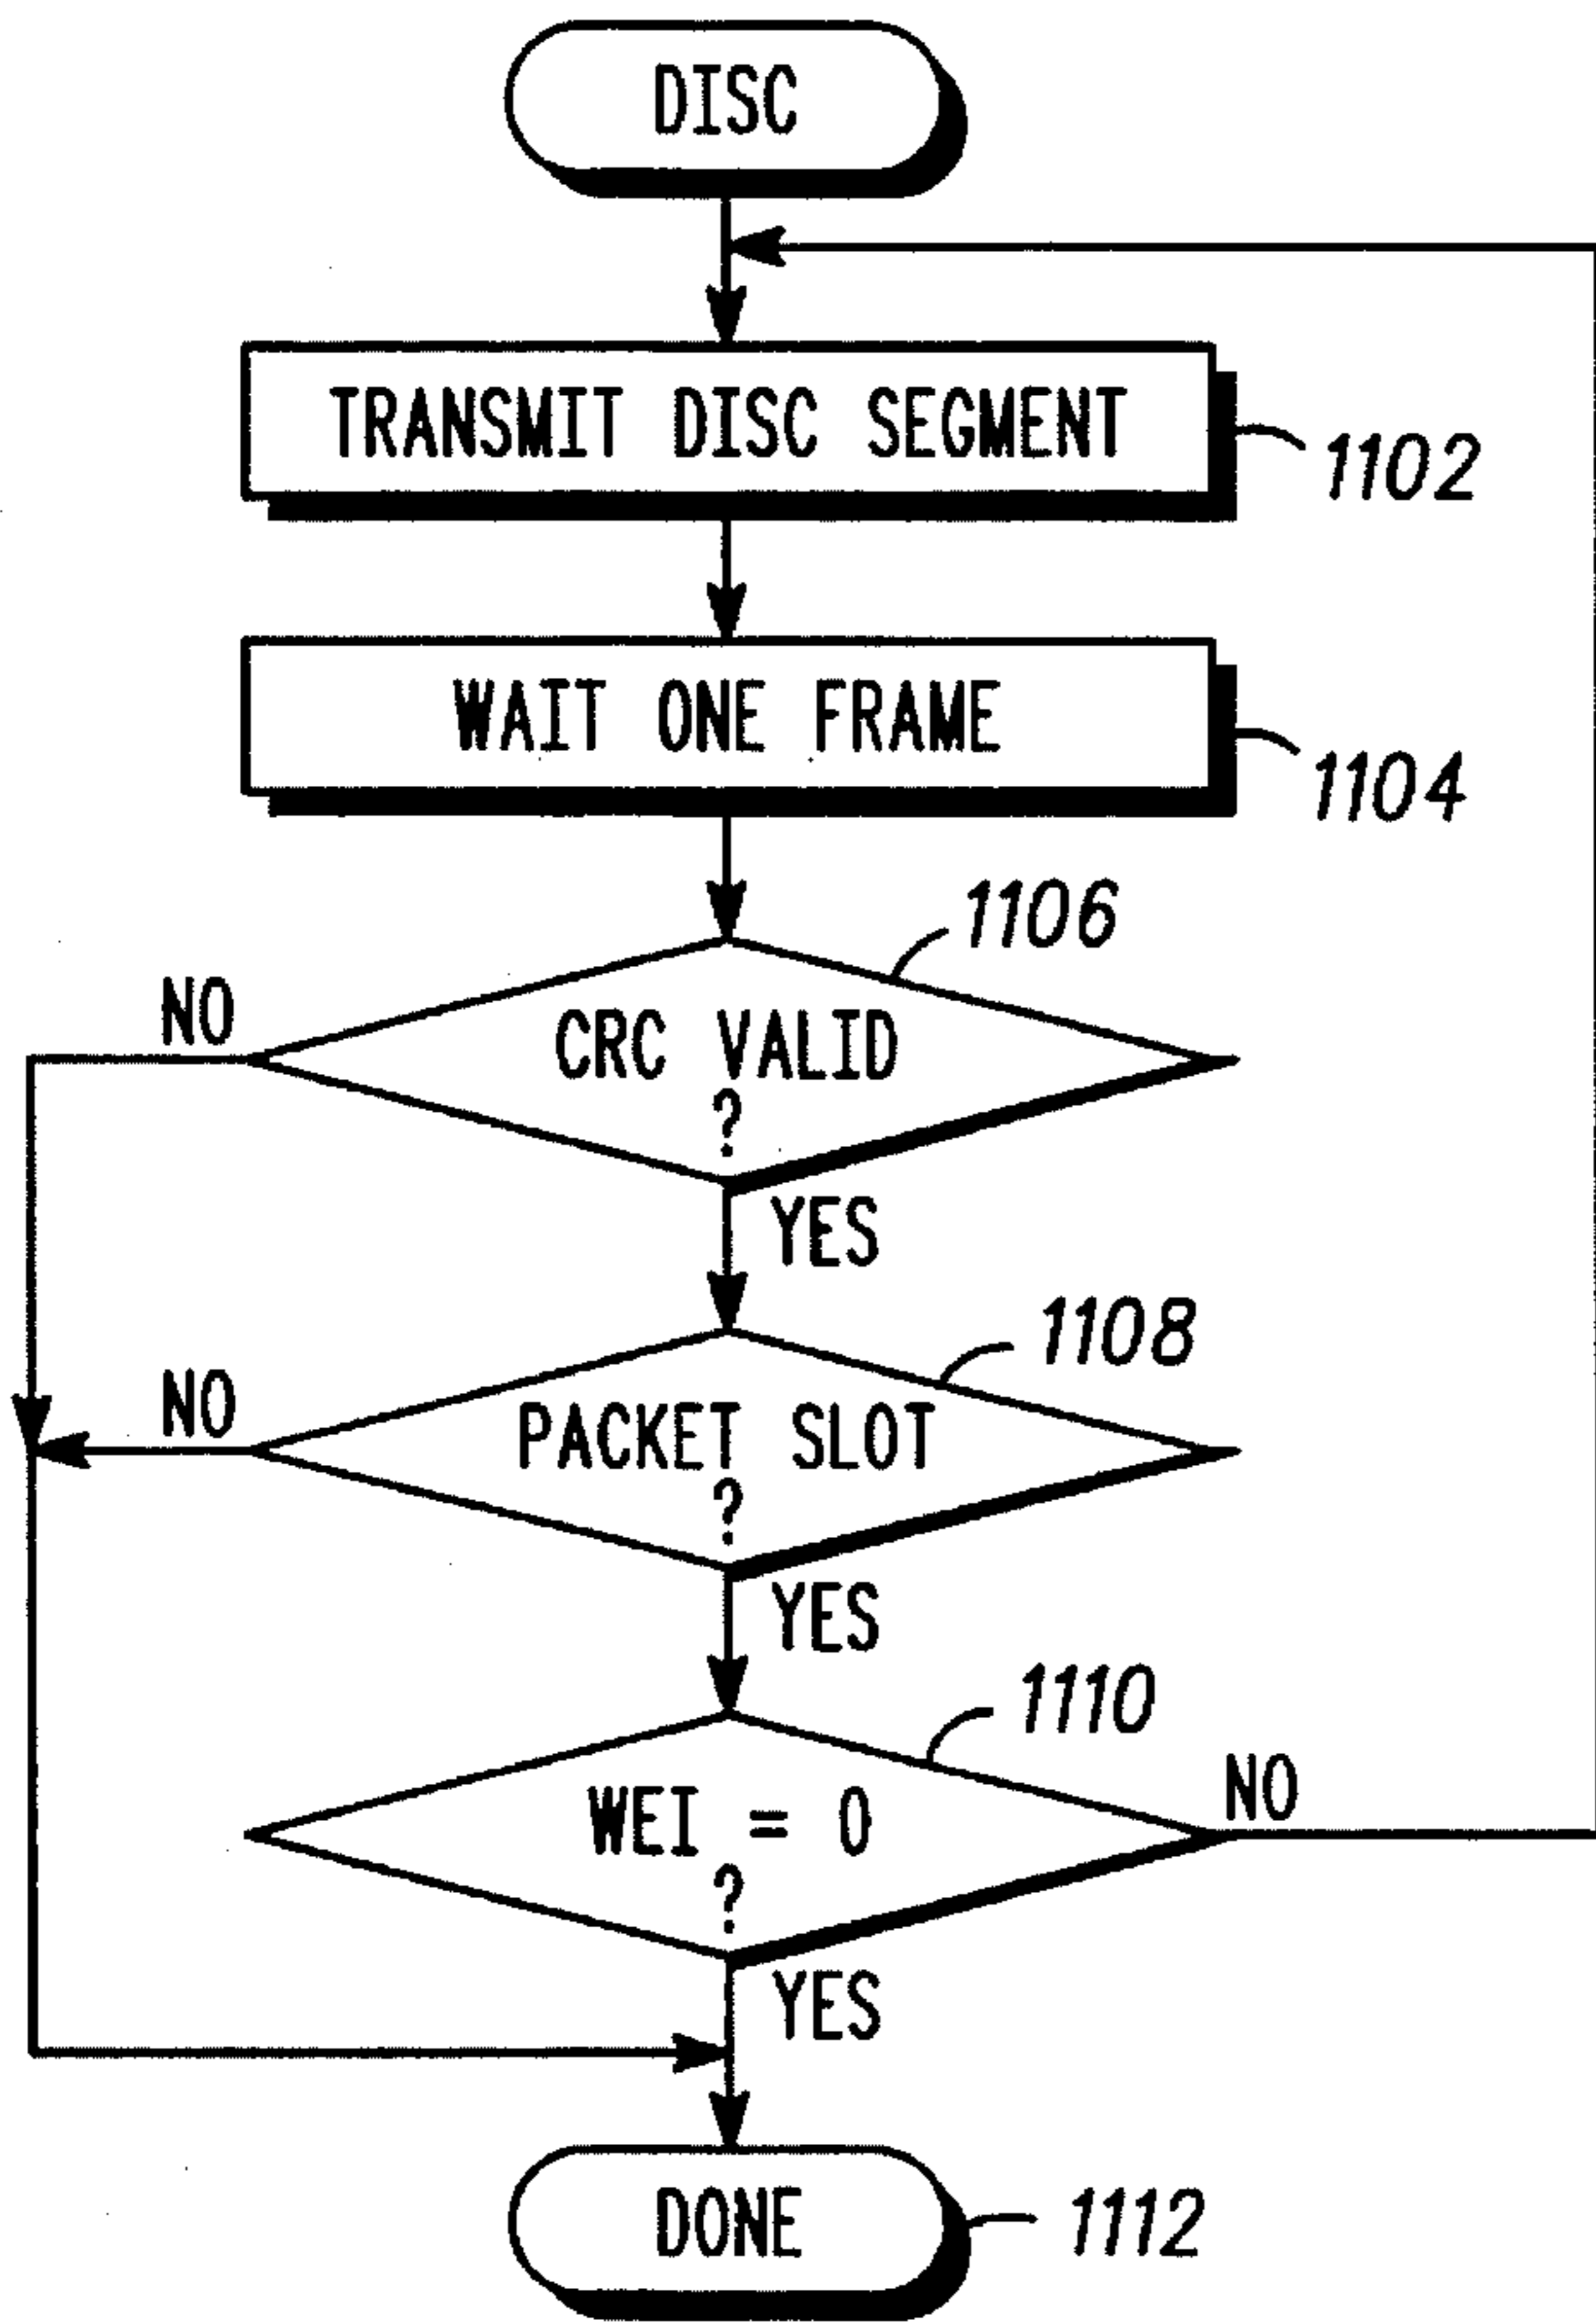 DISC
TRANSMIT DISC SEGMENT
1102
WAIT ONE FRAME
1104
1106
NO
CRC VALID
?
YES
1108
NO
PACKET SLOT
?
YES
1110
WEI = 0
NO
?
YES
DONE
1112